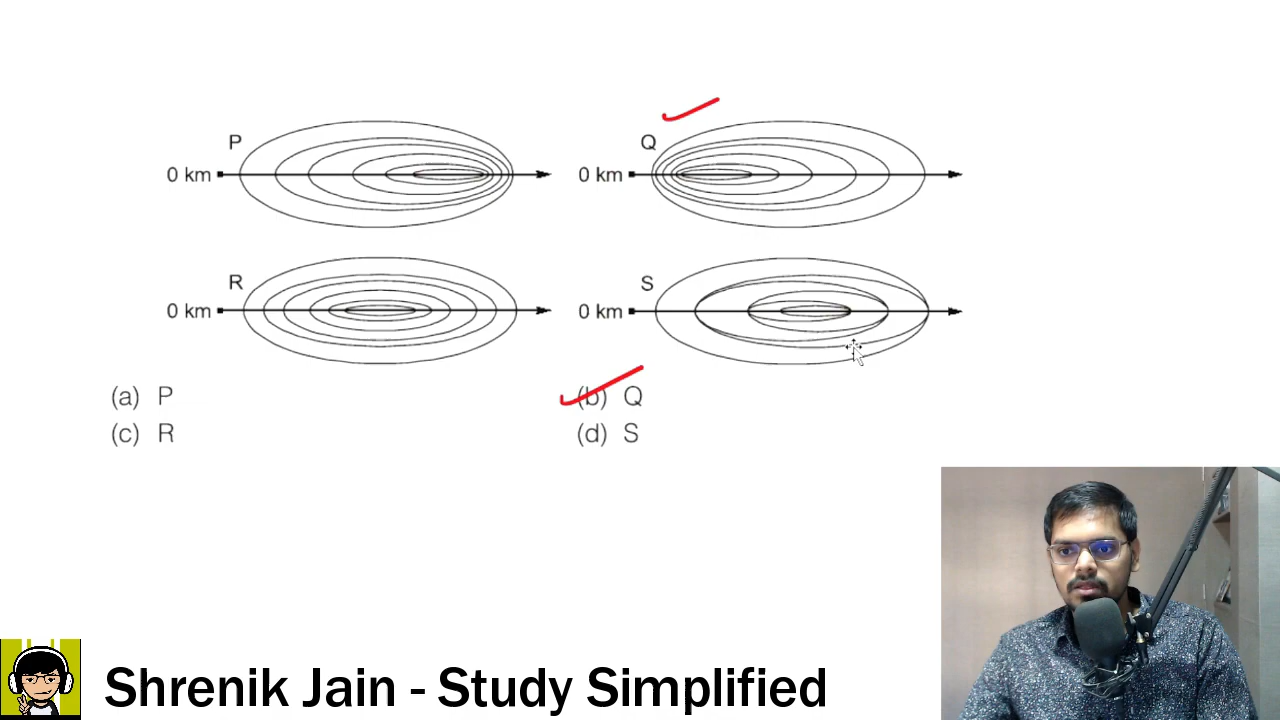 P
Q
0 km
0 km
R
S
0 km
0 km
(a) P
(b) Q
(c) R
(d) S
Shrenik Jain - Study Simplified